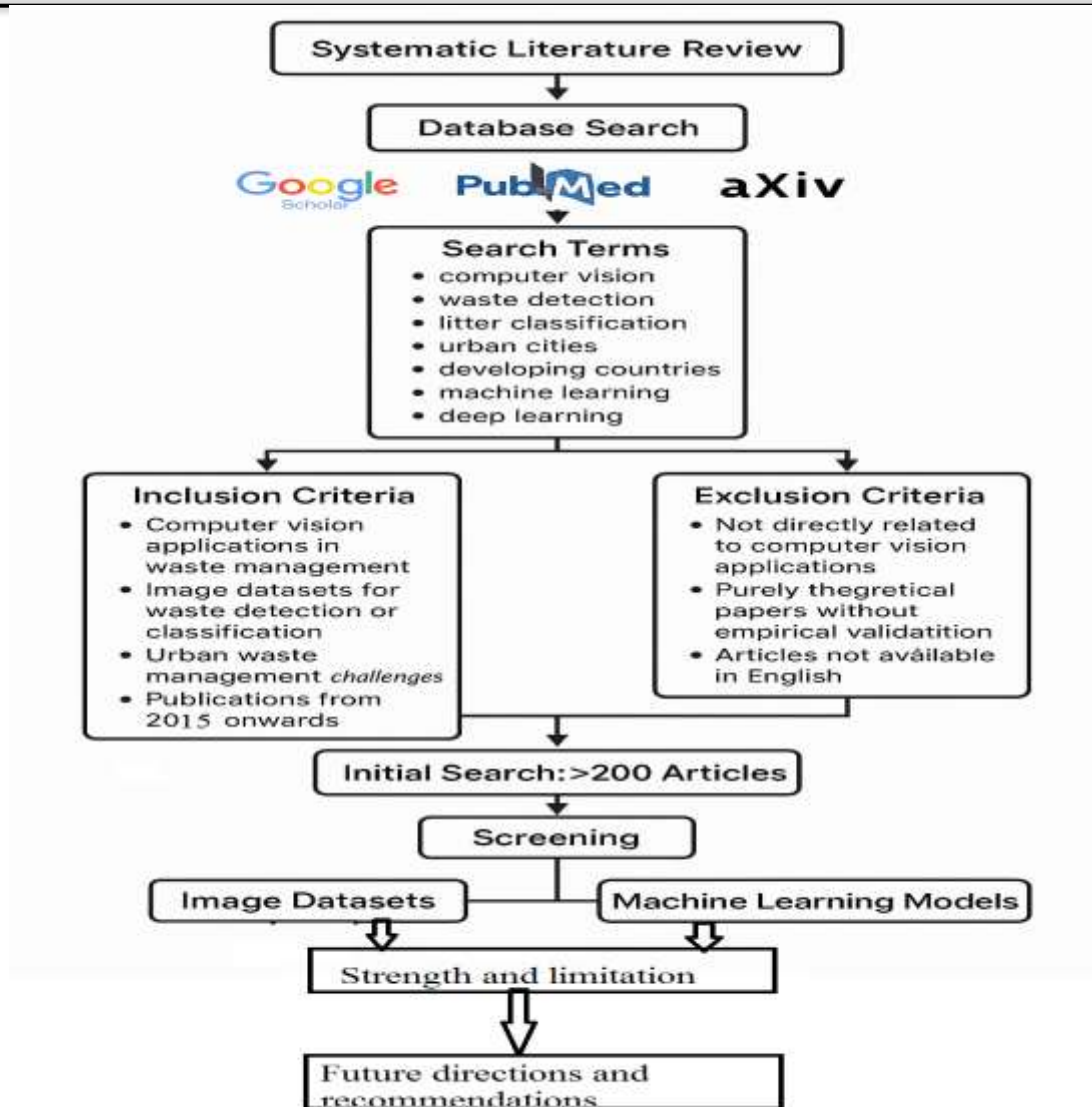 Systematic Literature Review
Database Search
Google
Scholar
PubMed
aXiv
Search Terms
• computer vision
• waste detection
• litter classification
• urban cities
• developing countries
• machine learning
• deep learning
Inclusion Criteria
• Computer vision
applications in
waste management
• Image datasets for
waste detection or
classification
• Urban waste
management challenges
• Publications from
2015 onwards
Exclusion Criteria
• Not directly related
to computer vision
applications
• Purely thegretical
papers without
empirical validatition
• Articles not aváilable
in English
Initial Search:>200 Articles
Screening
Image Datasets
Machine Learning Models
Strength and limitation
Future directions and
recommendations